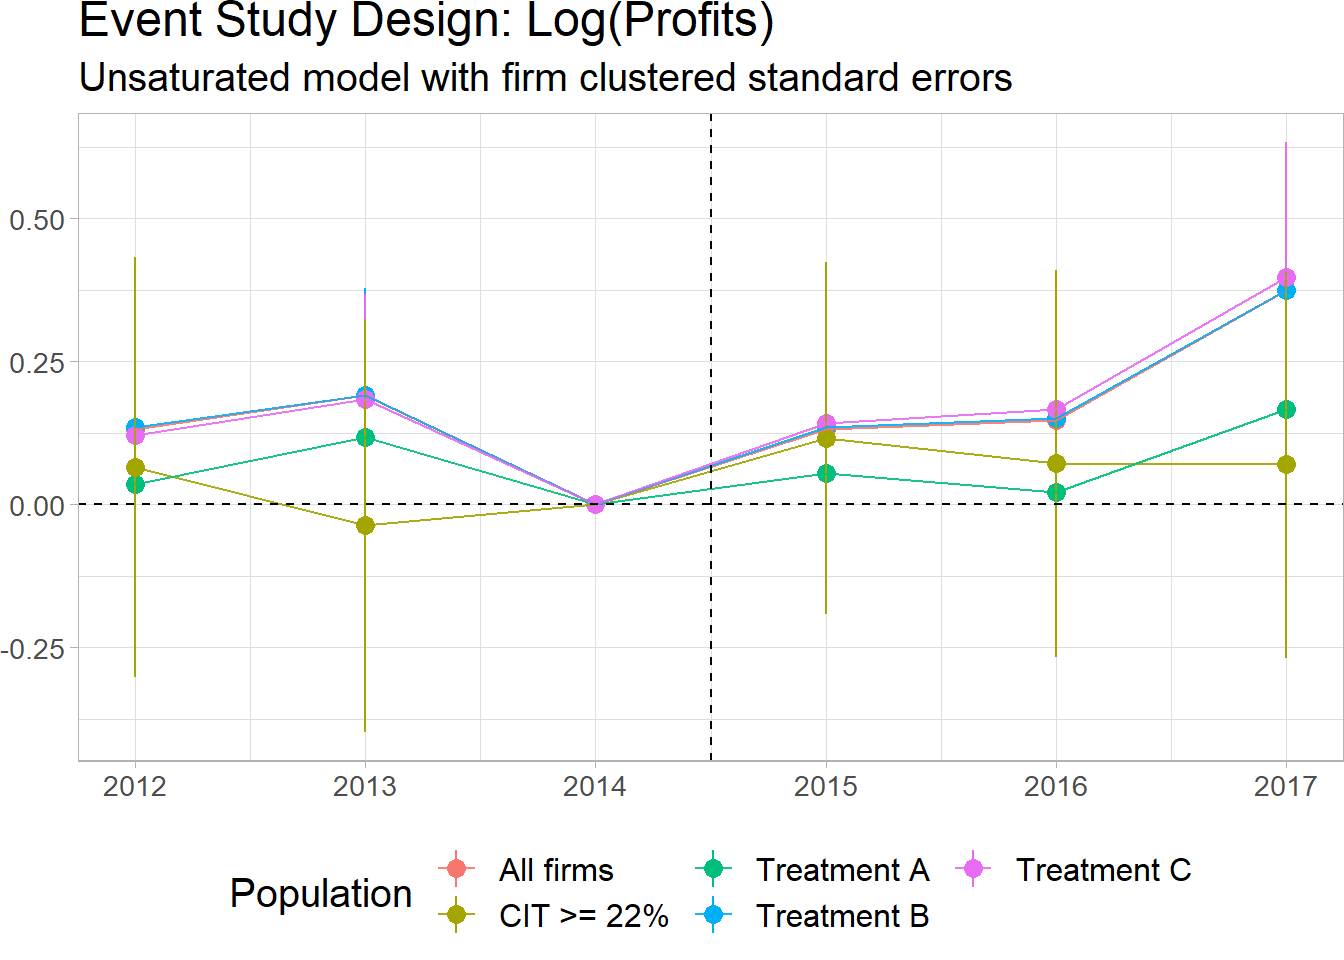 Event Study Design: Log(Profits)
Unsaturated model with firm clustered standard errors
0.50
0.25
0.00
-0.25
2012 2013 2014 2015 2016 2017
Population
All firms Treatment A Treatment C
CIT >= 22% Treatment B